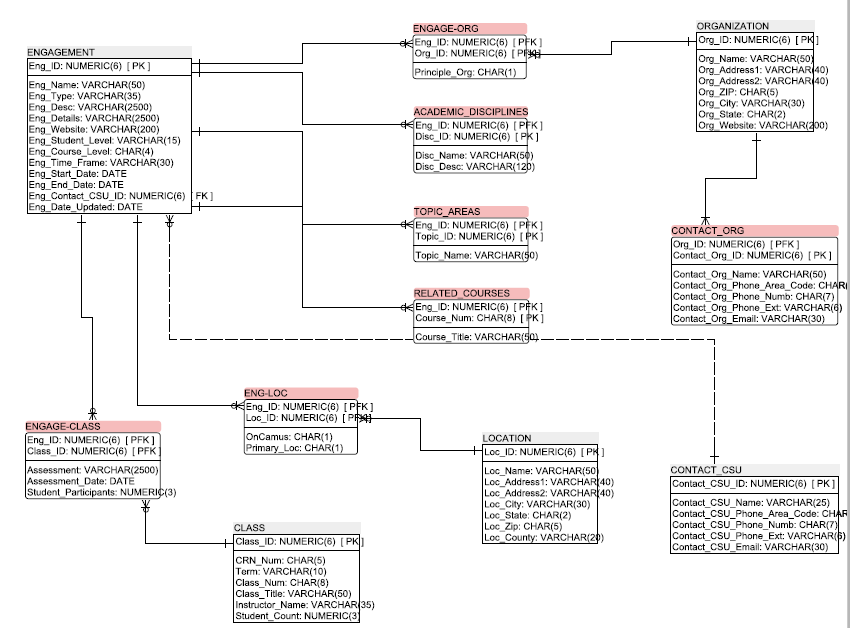 ENGAGEMENT
Eng_ID: NUMERIC(6) [ PK ]
Eng_Name: VARCHAR(50)
Eng_Type: VARCHAR(35)
Eng_Desc: VARCHAR(2500)
Eng_Details: VARCHAR(2500)
Eng_Website: VARCHAR(200)
Eng_Student_Level: VARCHAR(15)
Eng_Course_Level: CHAR(4)
Eng_Time_Frame: VARCHAR(30)
Eng_Start_Date: DATE
Eng_End_Date: DATE
Eng_Contact_CSU_ID: NUMERIC(6) [ FK ]
Eng_Date_Updated: DATE
ENGAGE-ORG
Eng_ID: NUMERIC(6) [ PFK ]
Org_ID: NUMERIC(6) [ PFK ]
Principle_Org: CHAR(1)
ORGANIZATION
Org_ID: NUMERIC(6) [ PK ]
Org_Name: VARCHAR(50)
Org_Address1: VARCHAR(40)
Org_Address2: VARCHAR(40)
Org_ZIP: CHAR(5)
Org_City: VARCHAR(30)
Org_State: CHAR(2)
Org_Website: VARCHAR(200)
ACADEMIC_DISCIPLINES
Eng_ID: NUMERIC(6) [ PFK ]
Disc_ID: NUMERIC(6) [ PK ]
Disc_Name: VARCHAR(50)
Disc_Desc: VARCHAR(120)
TOPIC_AREAS
Eng_ID: NUMERIC(6) [ PFK ]
Topic_ID: NUMERIC(6) [ PK ]
Topic_Name: VARCHAR(50)
CONTACT_ORG
Org_ID: NUMERIC(6) [ PFK ]
Contact_Org_ID: NUMERIC(6) [ PK ]
Contact_Org_Name: VARCHAR(50)
Contact_Org_Phone_Area_Code: CHAR(
Contact_Org_Phone_Numb: CHAR(7)
Contact_Org_Phone_Ext: VARCHAR(6)
Contact_Org_Email: VARCHAR(30)
RELATED_COURSES
Eng_ID: NUMERIC(6) [ PFK ]
Course_Num: CHAR(8) [ PK ]
Course_Title: VARCHAR(50)
ENG-LOC
Eng_ID: NUMERIC(6) [ PFK ]
Loc_ID: NUMERIC(6) [ PFK ]
OnCamus: CHAR(1)
Primary_Loc: CHAR(1)
ENGAGE-CLASS
Eng_ID: NUMERIC(6) [ PFK ]
Class_ID: NUMERIC(6) [ PFK ]
Assessment: VARCHAR(2500)
Assessment_Date: DATE
Student_Participants: NUMERIC(3)
LOCATION
Loc_ID: NUMERIC(6) [ PK ]
Loc_Name: VARCHAR(50)
Loc_Address1: VARCHAR(40)
Loc_Address2: VARCHAR(40)
Loc_City: VARCHAR(30)
Loc_State: CHAR(2)
Loc_Zip: CHAR(5)
Loc_County: VARCHAR(20)
CONTACT_CSU
Contact_CSU_ID: NUMERIC(6) [ PK ]
Contact_CSU_Name: VARCHAR(25)
Contact_CSU_Phone_Area_Code: CHAR
Contact_CSU_Phone_Numb: CHAR(7)
Contact_CSU_Phone_Ext: VARCHAR(6)
Contact_CSU_Email: VARCHAR(30)
CLASS
Class_ID: NUMERIC(6) [ PK ]
CRN_Num: CHAR(5)
Term: VARCHAR(10)
Class_Num: CHAR(8)
Class_Title: VARCHAR(50)
Instructor_Name: VARCHAR(35)
Student_Count: NUMERIC(3)